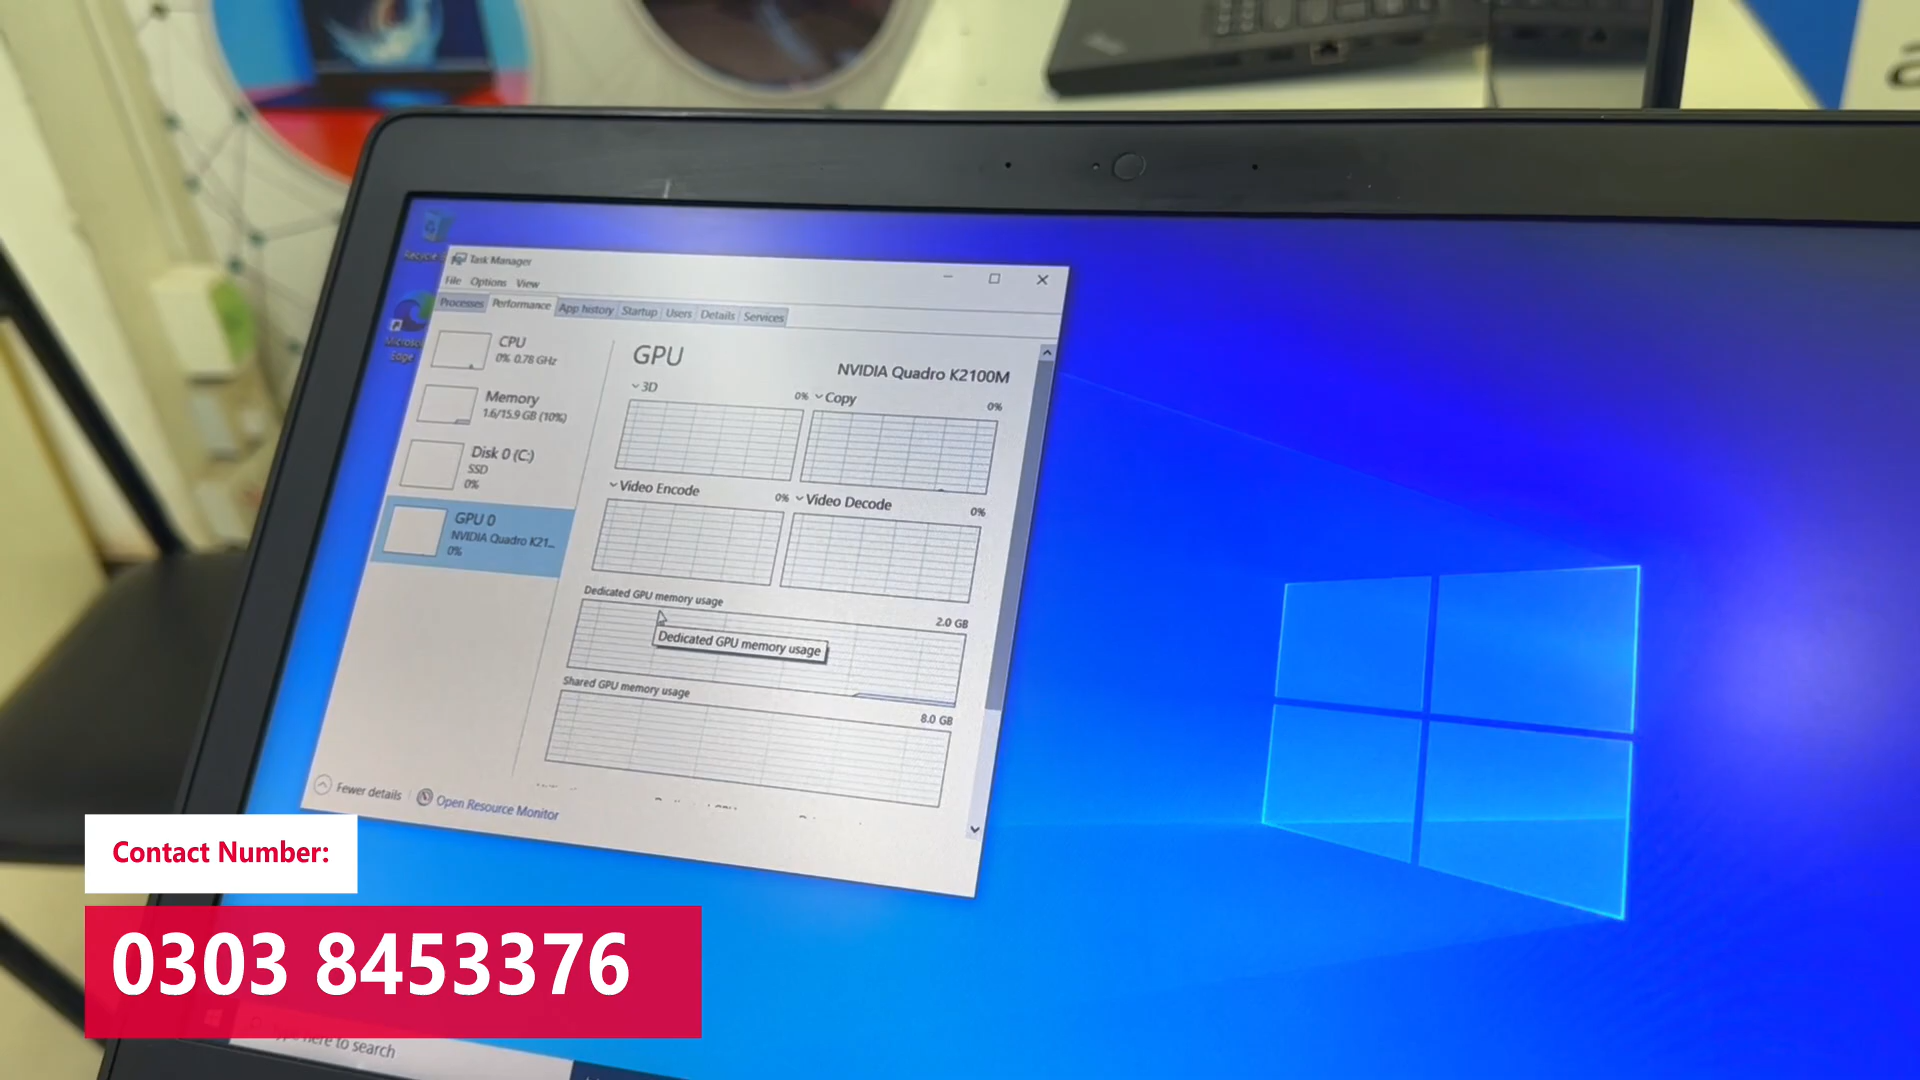 Recycle
Task Manager
File Options View
Processes Performance App history Startup Users Details Services
Edge
CPU
0% 0.78 GHz
Memory
1.6/15.9 GB (10%)
Disk 0 (C:)
SSD
0%
GPU 0
NVIDIA Quadro K21...
0%
GPU
NVIDIA Quadro K2100M
3D 0% Copy 0%
Video Encode 0% Video Decode 0%
Dedicated GPU memory usage 2.0 GB
Dedicated GPU memory usage
Shared GPU memory usage 8.0 GB
Fewer details Open Resource Monitor
Contact Number:
0303 8453376
here to search